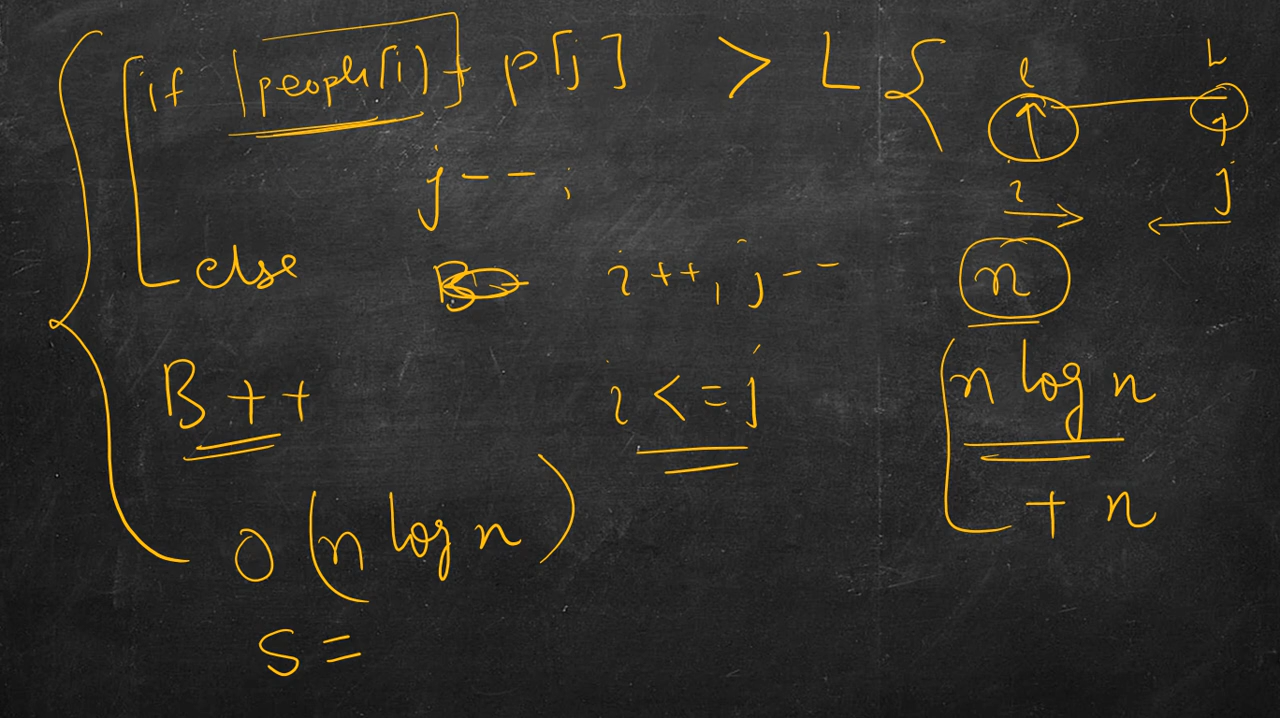 if people[i] + p[j] > L {
j--;
else i++, j--
B++ i <= j
O(n log n)
S =
l L
i j
n
n log n
+ n